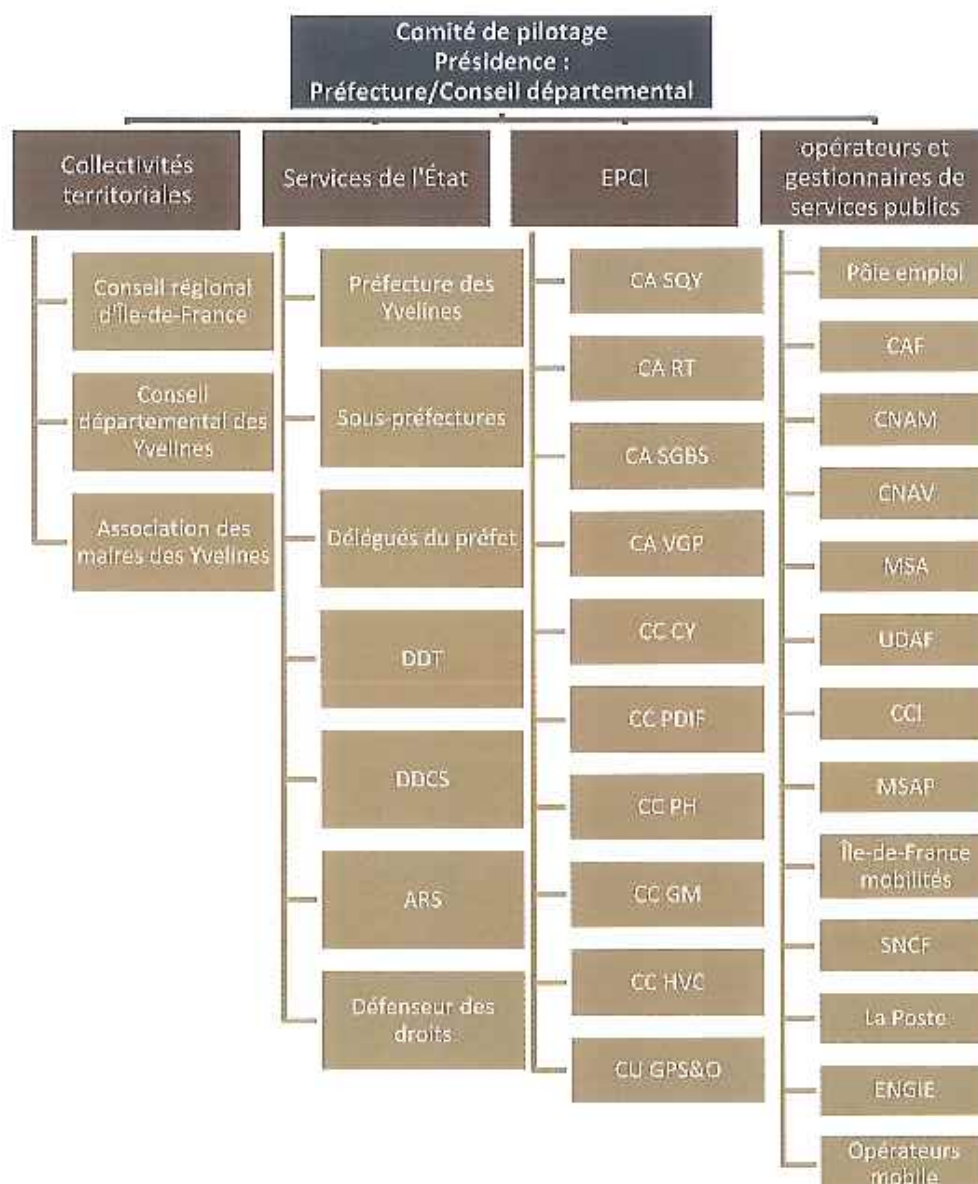 Comité de pilotage
Présidence :
Préfecture/Conseil départemental
Collectivités
territoriales
Conseil régional
d'Île-de-France
Conseil
départemental des
Yvelines
Association des
maires des Yvelines
Services de l'État
Préfecture des
Yvelines
Sous-préfectures
Délégués du préfet
DDT
DDCS
ARS
Défenseur des
droits
EPCI
CA SQY
CA RT
CA SGBS
CA VGP
CC CY
CC PDIF
CC PH
CC GM
CC HVC
CU GPS&O
opérateurs et
gestionnaires de
services publics
Pôle emploi
CAF
CNAM
CNAV
MSA
UDAF
CCI
MSAP
Île-de-France
mobilités
SNCF
La Poste
ENGIE
Opérateurs
mobile